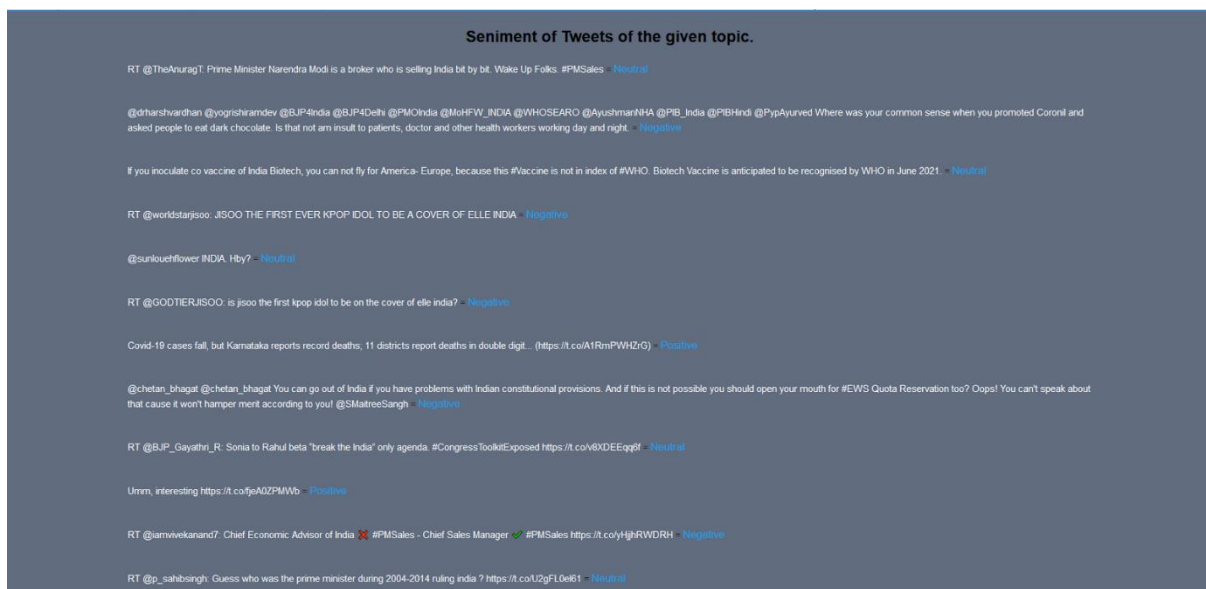 Seniment of Tweets of the given topic.
RT @TheAnuragT: Prime Minister Narendra Modi is a broker who is selling India bit by bit. Wake Up Folks. #PMSales = Neutral
@drharshvardhan @yogrishiramdev @BJP4India @BJP4Delhi @PMOIndia @MoHFW_INDIA @WHOSEARO @AyushmanNHA @PIB_India @PIBHindi @PypAyurved Where was your common sense when you promoted Coronil and
asked people to eat dark chocolate. Is that not am insult to patients, doctor and other health workers working day and night. = Negative
If you inoculate co vaccine of India Biotech, you can not fly for America- Europe, because this #Vaccine is not in index of #WHO. Biotech Vaccine is anticipated to be recognised by WHO in June 2021. = Neutral
RT @worldstarjisoo: JISOO THE FIRST EVER KPOP IDOL TO BE A COVER OF ELLE INDIA = Negative
@sunlouehflower INDIA. Hby? = Neutral
RT @GODTIERJISOO: is jisoo the first kpop idol to be on the cover of elle india? = Negative
Covid-19 cases fall, but Karnataka reports record deaths; 11 districts report deaths in double digit... (https://t.co/A1RmPWHZrG) = Positive
@chetan_bhagat @chetan_bhagat You can go out of India if you have problems with Indian constitutional provisions. And if this is not possible you should open your mouth for #EWS Quota Reservation too? Oops! You can't speak about
that cause it won't hamper merit according to you! @SMaitreeSangh = Negative
RT @BJP_Gayathri_R: Sonia to Rahul beta "break the India" only agenda. #CongressToolkitExposed https://t.co/v8XDEEqq6f = Neutral
Umm, interesting https://t.co/fjeA0ZPMWb = Positive
RT @iamvivekanand7: Chief Economic Advisor of India ❌ #PMSales - Chief Sales Manager ✔ #PMSales https://t.co/yHjjhRWDRH = Negative
RT @p_sahibsingh: Guess who was the prime minister during 2004-2014 ruling india ? https://t.co/U2gFL0el61 = Neutral